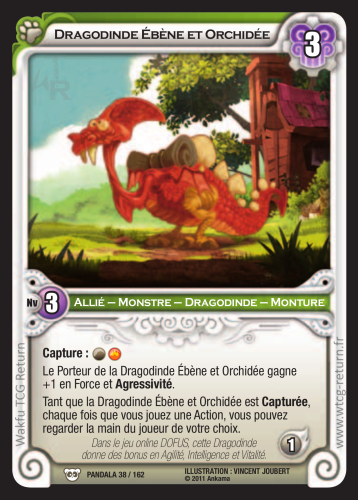 DRAGODINDE ÉBÈNE ET ORCHIDÉE
3
R
Nv 3 ALLIÉ – MONSTRE – DRAGODINDE – MONTURE
Capture :
Le Porteur de la Dragodinde Ébène et Orchidée gagne
+1 en Force et Agressivité.
Tant que la Dragodinde Ébène et Orchidée est Capturée,
chaque fois que vous jouez une Action, vous pouvez
regarder la main du joueur de votre choix.
Dans le jeu online DOFUS, cette Dragodinde
donne des bonus en Agilité, Intelligence et Vitalité.
1
PANDALA 38 / 162
ILLUSTRATION : VINCENT JOUBERT
© 2011 Ankama
Wakfu TCG Return
www.wtcg-return.fr